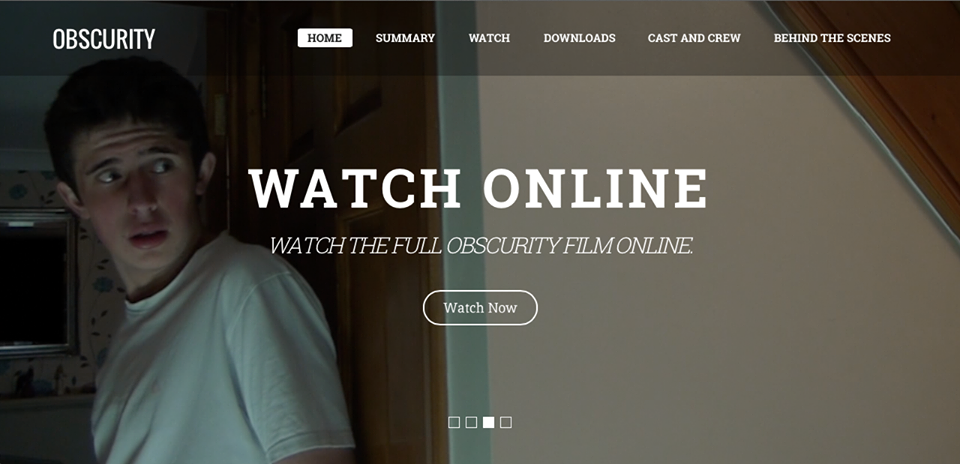 OBSCURITY
HOME SUMMARY WATCH DOWNLOADS CAST AND CREW BEHIND THE SCENES
WATCH ONLINE
WATCH THE FULL OBSCURITY FILM ONLINE.
Watch Now